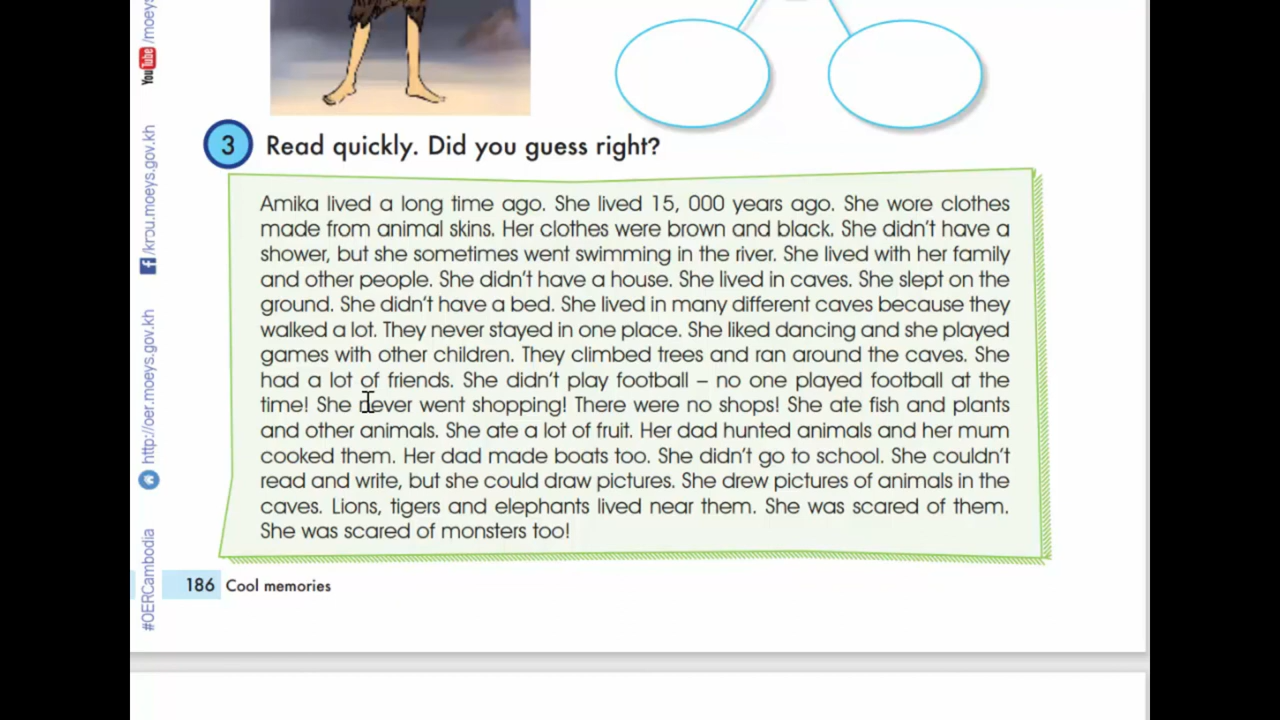 3 Read quickly. Did you guess right?
Amika lived a long time ago. She lived 15, 000 years ago. She wore clothes
made from animal skins. Her clothes were brown and black. She didn't have a
shower, but she sometimes went swimming in the river. She lived with her family
and other people. She didn't have a house. She lived in caves. She slept on the
ground. She didn't have a bed. She lived in many different caves because they
walked a lot. They never stayed in one place. She liked dancing and she played
games with other children. They climbed trees and ran around the caves. She
had a lot of friends. She didn't play football – no one played football at the
time! She never went shopping! There were no shops! She ate fish and plants
and other animals. She ate a lot of fruit. Her dad hunted animals and her mum
cooked them. Her dad made boats too. She didn't go to school. She couldn't
read and write, but she could draw pictures. She drew pictures of animals in the
caves. Lions, tigers and elephants lived near them. She was scared of them.
She was scared of monsters too!
186 Cool memories
#OERCambodia
http://oer.moeys.gov.kh
f /krou.moeys.gov.kh
YouTube /moeys